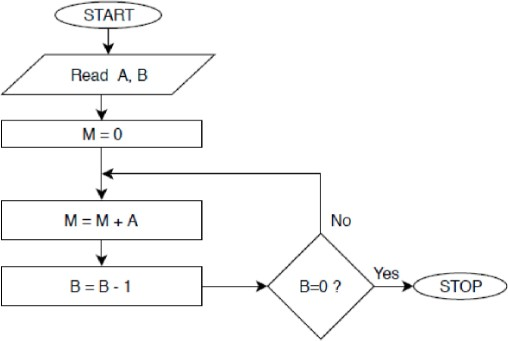 START
Read A, B
M = 0
M = M + A
No
B = B - 1
B=0 ?
Yes
STOP